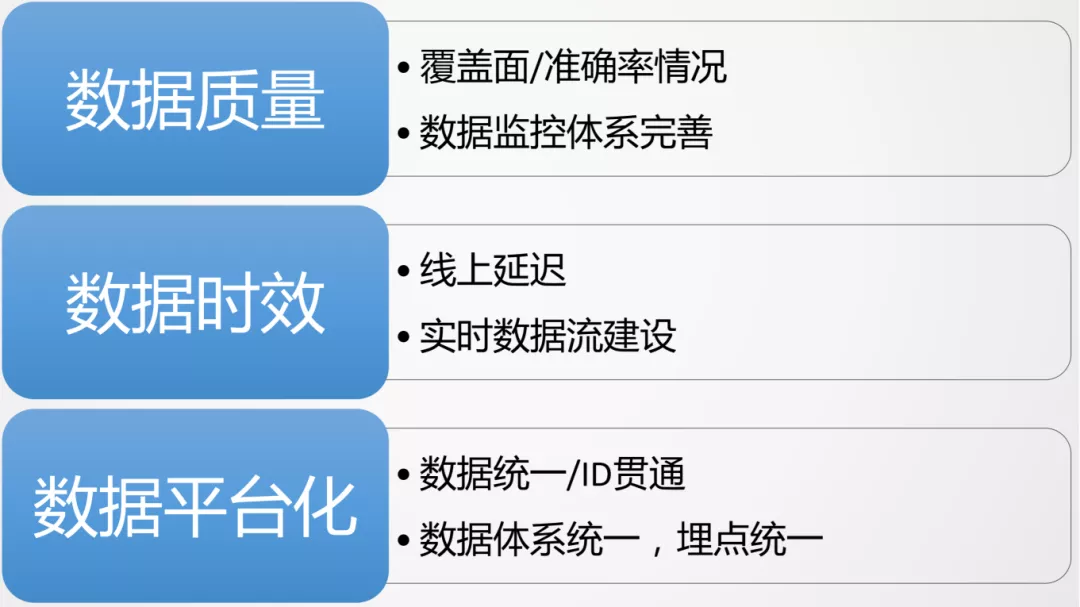 数据质量
• 覆盖面/准确率情况
• 数据监控体系完善
数据时效
• 线上延迟
• 实时数据流建设
数据平台化
• 数据统一/ID贯通
• 数据体系统一，埋点统一